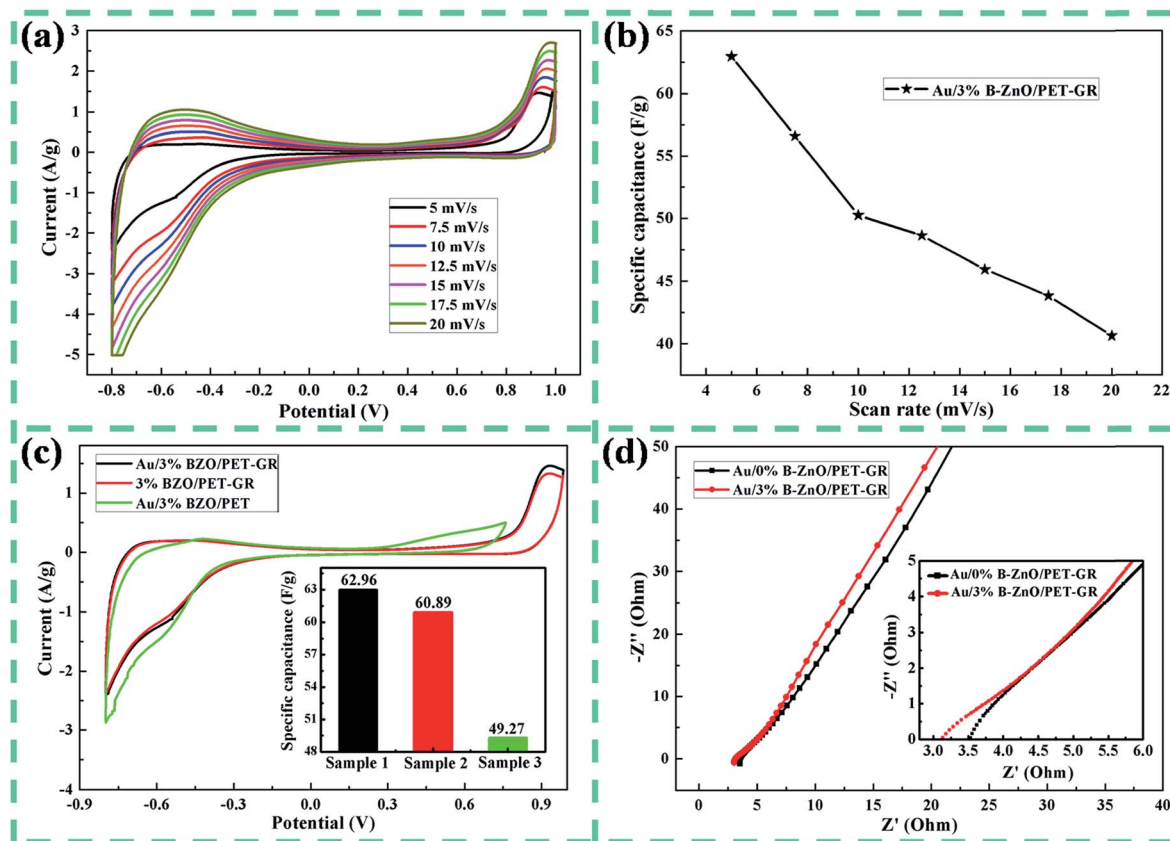 (a)
3
2
1
0
-1
-2
-3
-4
-5
Current (A/g)
5 mV/s
7.5 mV/s
10 mV/s
12.5 mV/s
15 mV/s
17.5 mV/s
20 mV/s
-0.8 -0.6 -0.4 -0.2 0.0 0.2 0.4 0.6 0.8 1.0
Potential (V)
(b)
65
60
55
50
45
40
Specific capacitance (F/g)
Au/3% B-ZnO/PET-GR
4 6 8 10 12 14 16 18 20 22
Scan rate (mV/s)
(c)
1
0
-1
-2
-3
-4
Current (A/g)
Au/3% BZO/PET-GR
3% BZO/PET-GR
Au/3% BZO/PET
63
60
57
54
51
48
Specific capacitance (F/g)
62.96
60.89
49.27
Sample 1 Sample 2 Sample 3
-0.9 -0.6 -0.3 0.0 0.3 0.6 0.9
Potential (V)
(d)
50
40
30
20
10
0
-Z'' (Ohm)
Au/0% B-ZnO/PET-GR
Au/3% B-ZnO/PET-GR
5
4
3
2
1
0
-Z'' (Ohm)
Au/0% B-ZnO/PET-GR
Au/3% B-ZnO/PET-GR
3.0 3.5 4.0 4.5 5.0 5.5 6.0
Z' (Ohm)
0 5 10 15 20 25 30 35 40
Z' (Ohm)